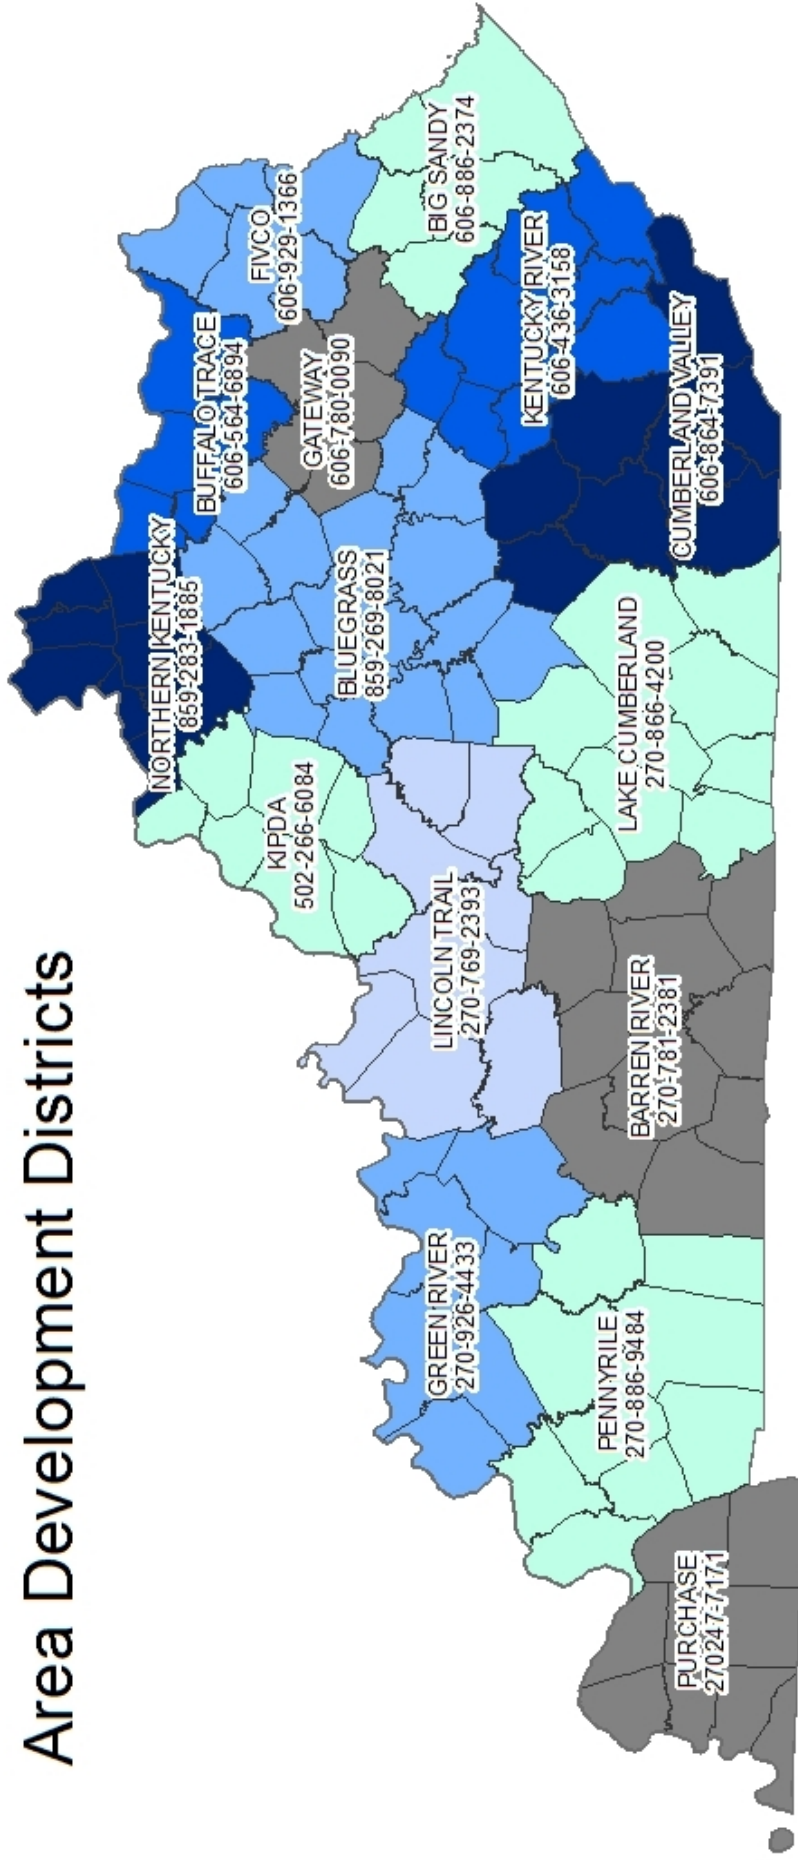 Area Development Districts
NORTHERN KENTUCKY
859-283-1885
BUFFALO TRACE
606-564-6894
FIVCO
606-929-1366
KIPDA
502-266-6084
GATEWAY
606-780-0090
BLUEGRASS
859-269-8021
BIG SANDY
606-886-2374
GREEN RIVER
270-926-4433
LINCOLN TRAIL
270-769-2393
KENTUCKY RIVER
606-436-3158
PENNYRILE
270-886-9484
BARREN RIVER
270-781-2381
LAKE CUMBERLAND
270-866-4200
CUMBERLAND VALLEY
606-864-7391
PURCHASE
270247-7171